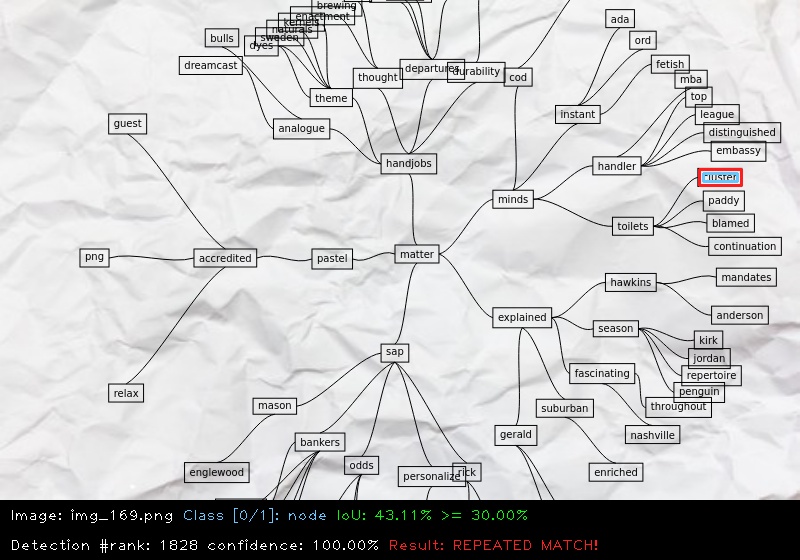 brewing
enactment
ada
kernels
naturals
bulls
sweden
ord
dyes
dreamcast
fetish
departures
durability
thought
cod
mba
theme
top
instant
league
guest
analogue
distinguished
embassy
handjobs
handler
cluster
minds
paddy
blamed
toilets
continuation
matter
png
accredited
pastel
mandates
hawkins
anderson
explained
season
kirk
sap
jordan
fascinating
repertoire
relax
penguin
mason
suburban
throughout
gerald
nashville
bankers
odds
englewood
personalize
rick
enriched
Image: img_169.png Class [0/1]: node IoU: 43.11% >= 30.00%
Detection #rank: 1828 confidence: 100.00% Result: REPEATED MATCH!